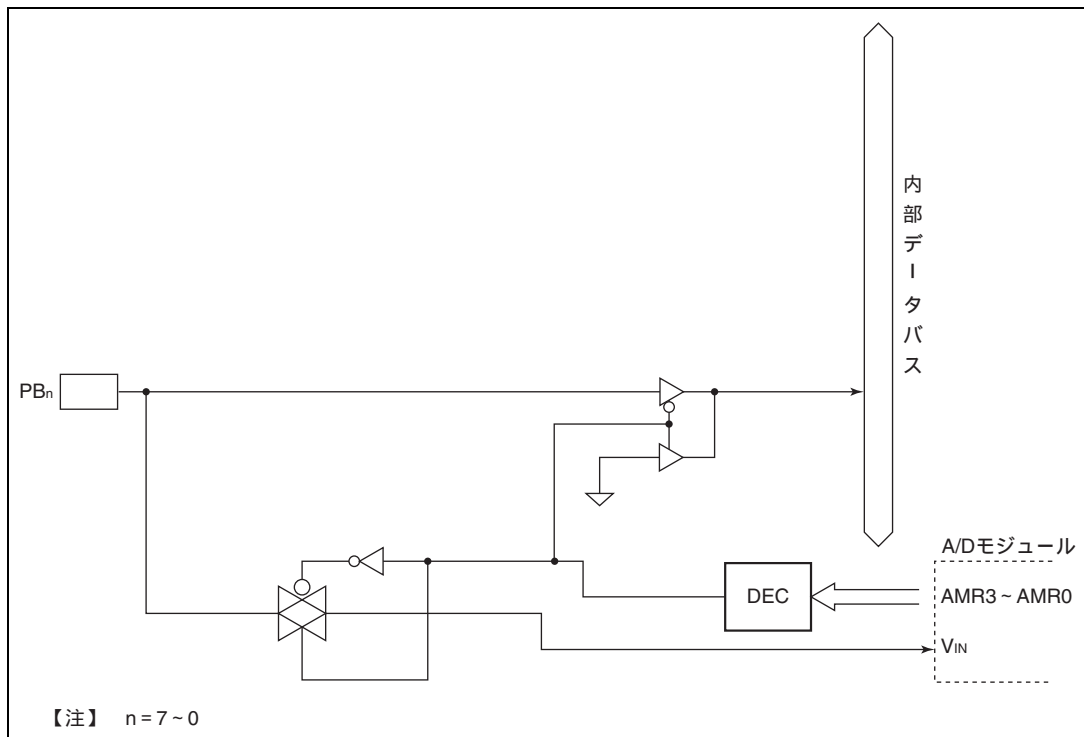 内部データバス
PBn
A/Dモジュール
DEC
AMR3 ~ AMR0
VIN
【注】 n = 7 ~ 0